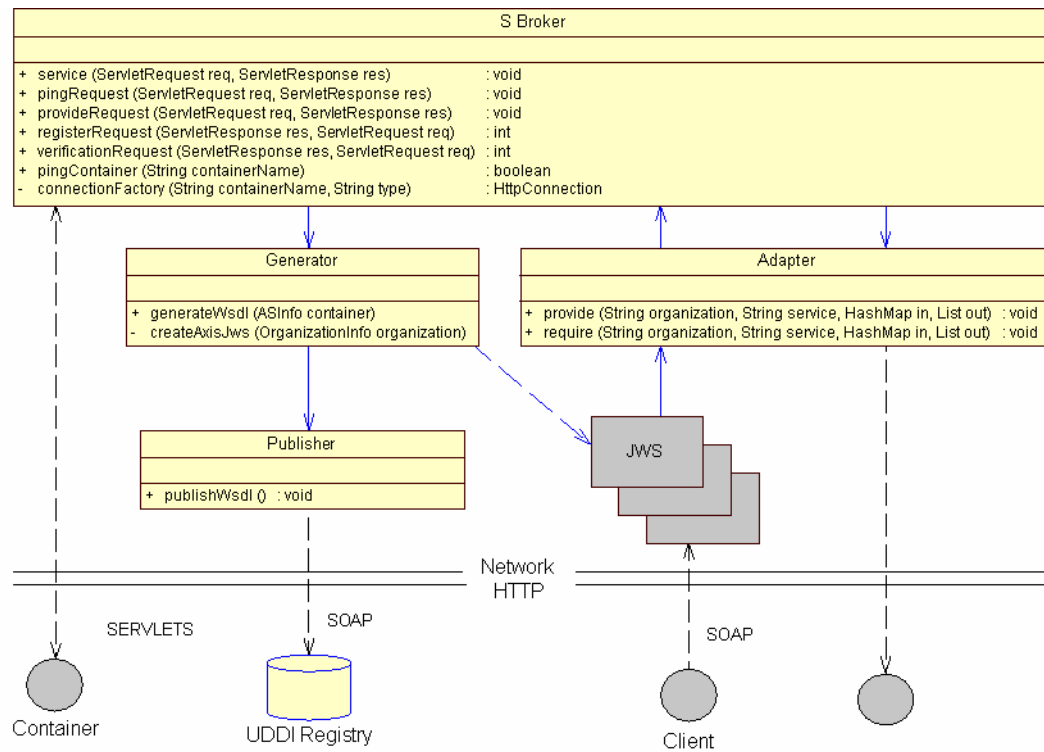 S Broker
+ service (ServletRequest req, ServletResponse res) : void
+ pingRequest (ServletRequest req, ServletResponse res) : void
+ provideRequest (ServletRequest req, ServletResponse res) : void
+ registerRequest (ServletResponse res, ServletRequest req) : int
+ verificationRequest (ServletResponse res, ServletRequest req) : int
+ pingContainer (String containerName) : boolean
- connectionFactory (String containerName, String type) : HttpConnection
Generator
+ generateWsdl (ASInfo container)
- createAxisJws (OrganizationInfo organization)
Adapter
+ provide (String organization, String service, HashMap in, List out) : void
+ require (String organization, String service, HashMap in, List out) : void
Publisher
+ publishWsdl () : void
JWS
Network
HTTP
SERVLETS
SOAP
SOAP
Container
UDDI Registry
Client